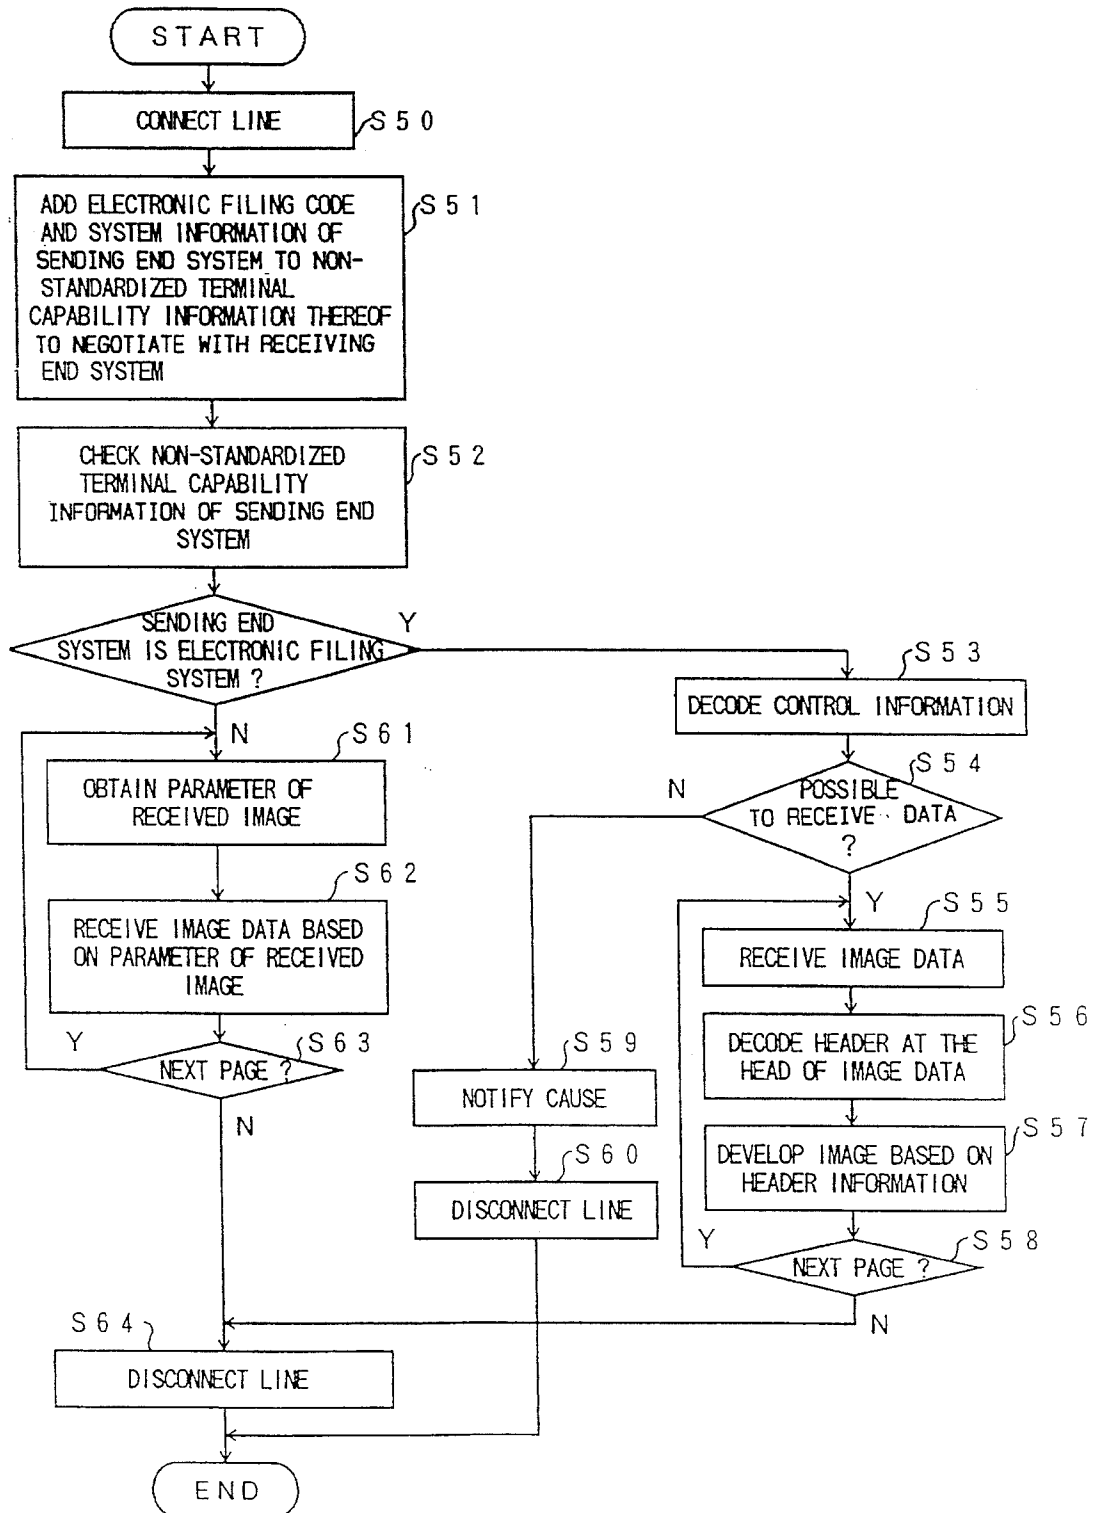 START
CONNECT LINE
S50
ADD ELECTRONIC FILING CODE
AND SYSTEM INFORMATION OF
SENDING END SYSTEM TO NON-
STANDARDIZED TERMINAL
CAPABILITY INFORMATION THEREOF
TO NEGOTIATE WITH RECEIVING
END SYSTEM
S51
CHECK NON-STANDARDIZED
TERMINAL CAPABILITY
INFORMATION OF SENDING END
SYSTEM
S52
SENDING END
SYSTEM IS ELECTRONIC FILING
SYSTEM ?
Y
N
S53
DECODE CONTROL INFORMATION
S54
POSSIBLE
TO RECEIVE DATA
?
N
Y
S61
OBTAIN PARAMETER OF
RECEIVED IMAGE
S62
RECEIVE IMAGE DATA BASED
ON PARAMETER OF RECEIVED
IMAGE
S63
NEXT PAGE ?
Y
N
S55
RECEIVE IMAGE DATA
S56
DECODE HEADER AT THE
HEAD OF IMAGE DATA
S57
DEVELOP IMAGE BASED ON
HEADER INFORMATION
S58
NEXT PAGE ?
Y
N
S59
NOTIFY CAUSE
S60
DISCONNECT LINE
S64
DISCONNECT LINE
END